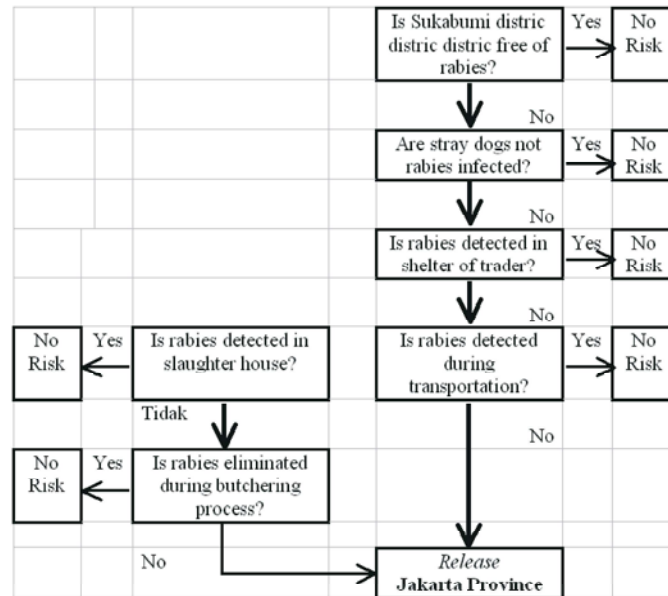 Is Sukabumi distric
distric distric free of
rabies?
Yes
No
Risk
No
Are stray dogs not
rabies infected?
Yes
No
Risk
No
Is rabies detected in
shelter of trader?
Yes
No
Risk
No
Is rabies detected
during
transportation?
Yes
No
Risk
No
Is rabies detected in
slaughter house?
Yes
No
Risk
Tidak
Is rabies eliminated
during butchering
process?
Yes
No
Risk
No
Release
Jakarta Province